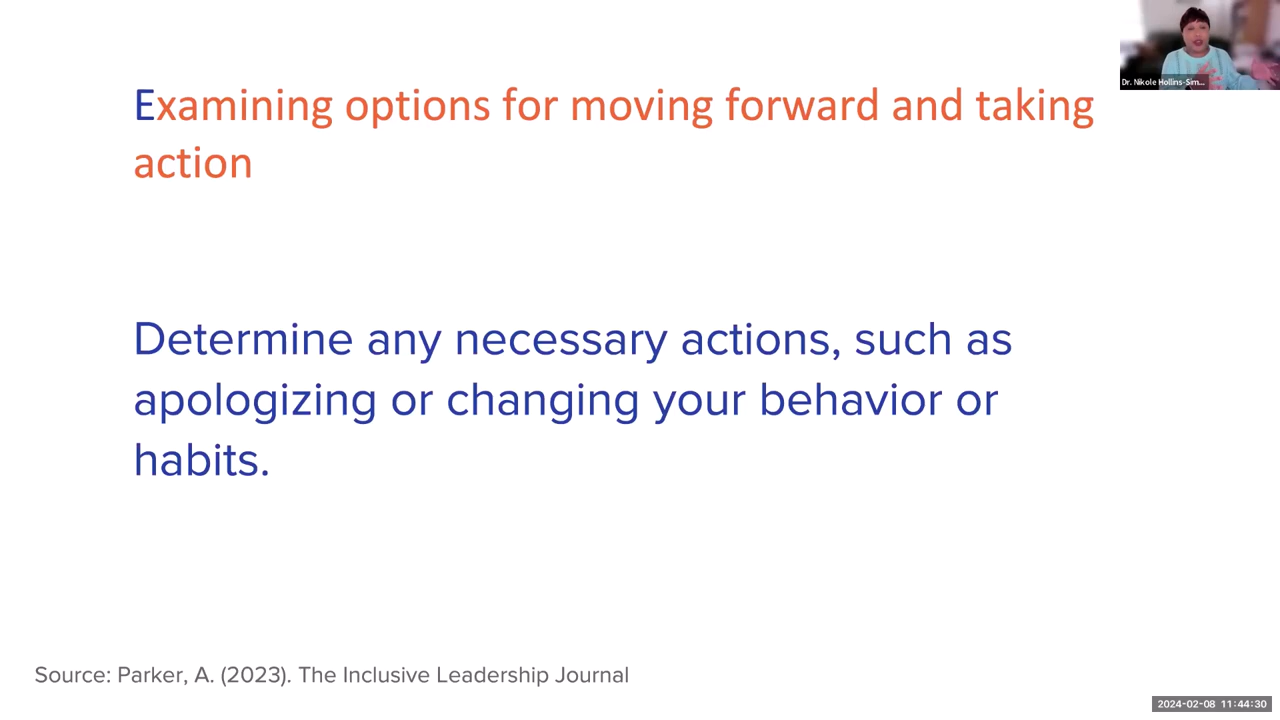 Dr. Nikole Hollins-Sim...
Examining options for moving forward and taking
action
Determine any necessary actions, such as
apologizing or changing your behavior or
habits.
Source: Parker, A. (2023). The Inclusive Leadership Journal
2024-02-08 11:44:30